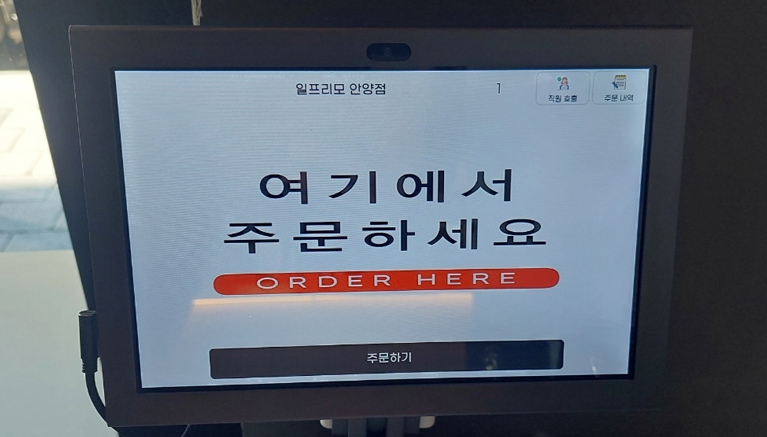 일프리모 안양점 1
직원 호출 주문 내역
여기에서
주문하세요
ORDER HERE
주문하기